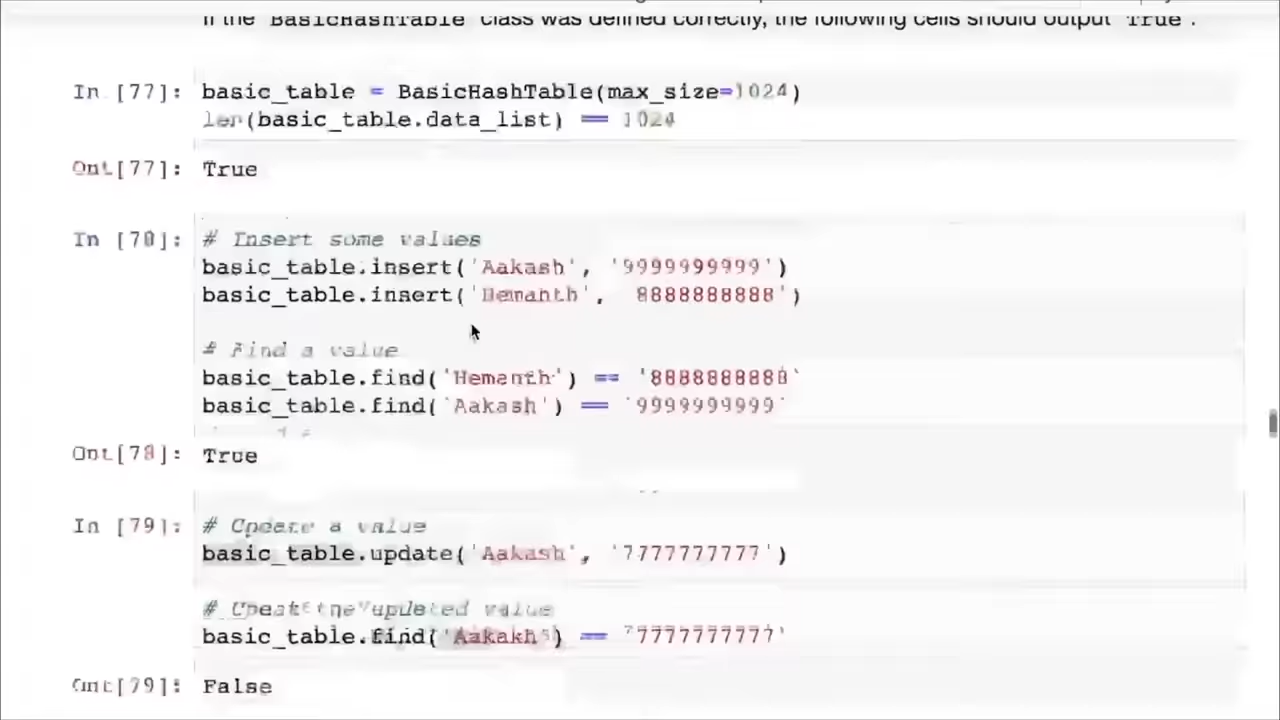 If the BasicHashTable class was defined correctly, the following cells should output True .
In [77]: basic_table = BasicHashTable(max_size=1024)
len(basic_table.data_list) == 1024
Out[77]: True
In [78]: # Insert some values
basic_table.insert('Aakash', '9999999999')
basic_table.insert('Hemanth', '8888888888')
# Find a value
basic_table.find('Hemanth') == '8888888888'
basic_table.find('Aakash') == '9999999999'
Out[78]: True
In [79]: # Update a value
basic_table.update('Aakash', '7777777777')
updated value
basic_table.find( ) == '7777777777'
Out[79]: False